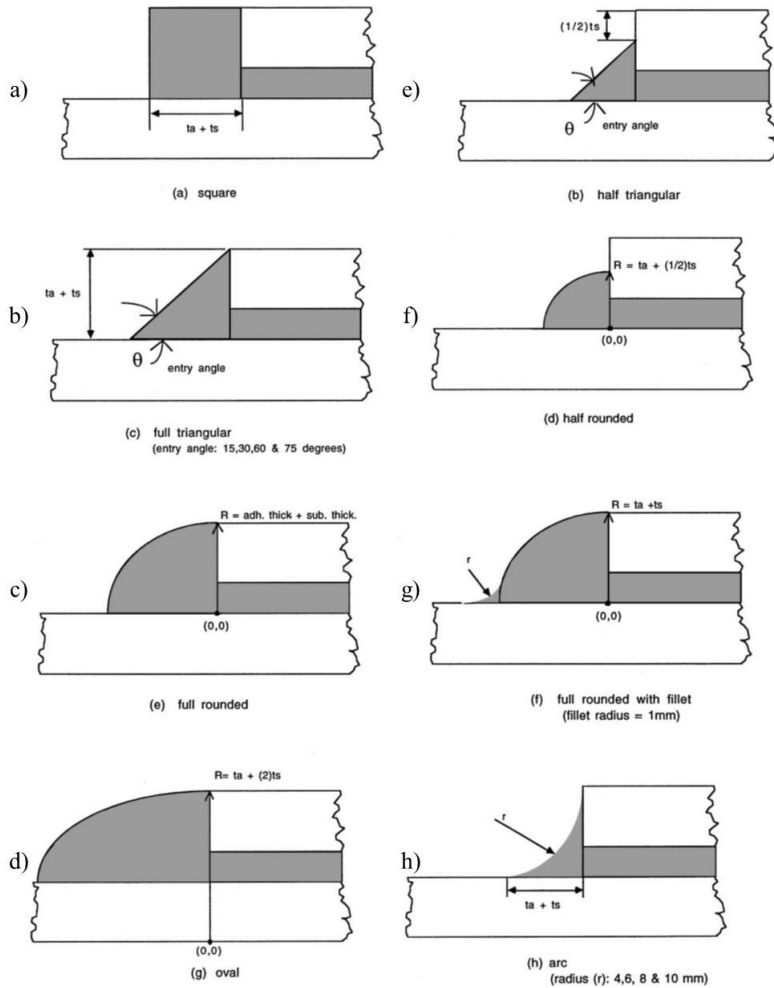 a)
ta + ts
(a) square
e)
(1/2)ts
θ
entry angle
(b) half triangular
b)
ta + ts
θ
entry angle
(c) full triangular
(entry angle: 15,30,60 & 75 degrees)
f)
R = ta + (1/2)ts
(0,0)
(d) half rounded
c)
R = adh. thick + sub. thick.
(0,0)
(e) full rounded
g)
R = ta +ts
r
(0,0)
(f) full rounded with fillet
(fillet radius = 1mm)
d)
R= ta + (2)ts
(0,0)
(g) oval
h)
r
ta + ts
(h) arc
(radius (r): 4,6, 8 & 10 mm)